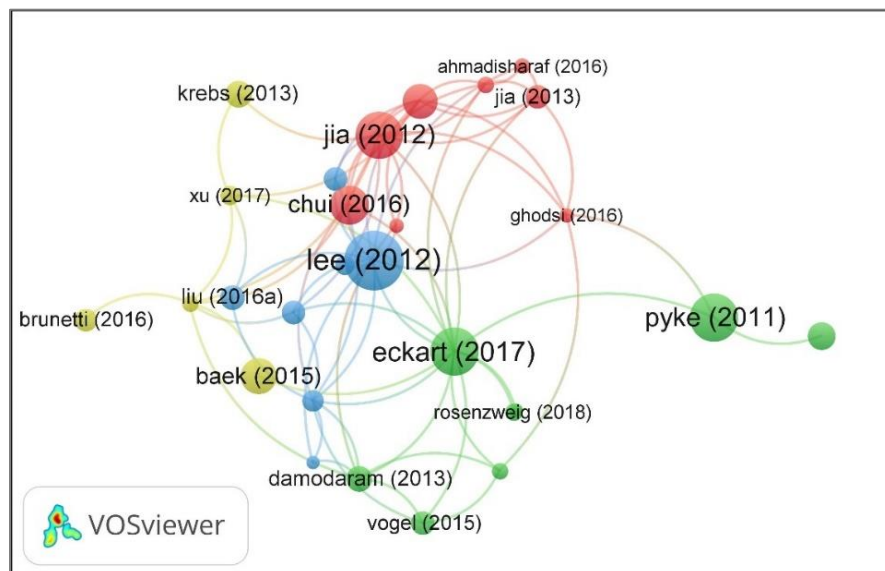 ahmadisharaf (2016)
krebs (2013)
jia (2013)
jia (2012)
xu (2017)
chui (2016)
ghodsi (2016)
lee (2012)
liu (2016a)
brunetti (2016)
pyke (2011)
eckart (2017)
baek (2015)
rosenzweig (2018)
damodaram (2013)
vogel (2015)
VOSviewer